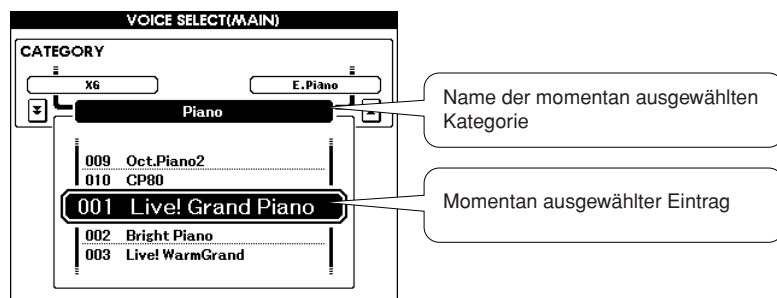 VOICE SELECT(MAIN)
CATEGORY
XG
E.Piano
Piano
009 Oct.Piano2
010 CP80
001 Live! Grand Piano
002 Bright Piano
003 Live! WarmGrand
Name der momentan ausgewählten
Kategorie
Momentan ausgewählter Eintrag